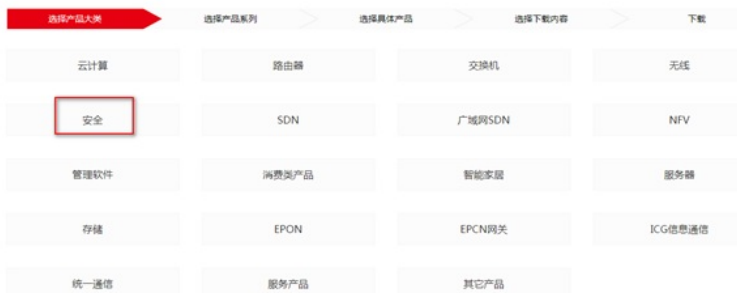 选择产品大类 选择产品系列 选择具体产品 选择下载内容 下载
云计算 路由器 交换机 无线
安全 SDN 广域网SDN NFV
管理软件 消费类产品 智能家居 服务器
存储 EPON EPCN网关 ICG信息通信
统一通信 服务产品 其它产品